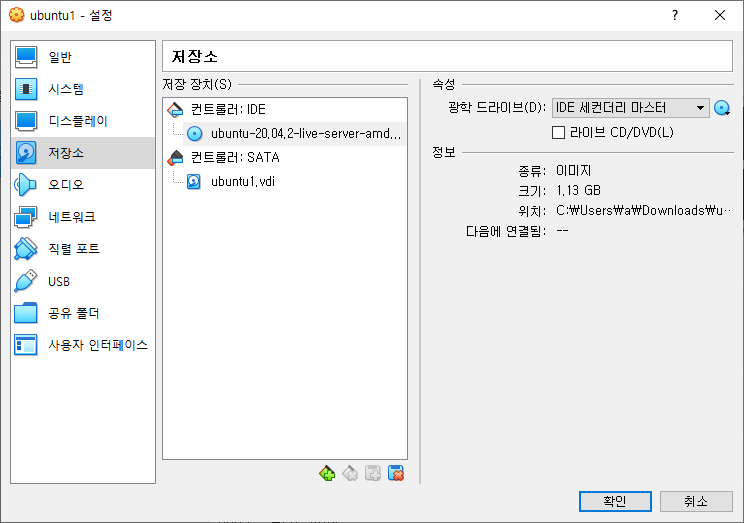 ubuntu1 - 설정
일반
시스템
디스플레이
저장소
오디오
네트워크
직렬 포트
USB
공유 폴더
사용자 인터페이스
저장소
저장 장치(S)
컨트롤러: IDE
ubuntu-20.04.2-live-server-amd...
컨트롤러: SATA
ubuntu1.vdi
속성
광학 드라이브(D): IDE 세컨더리 마스터
라이브 CD/DVD(L)
정보
종류: 이미지
크기: 1.13 GB
위치: C:₩Users₩a₩Downloads₩u...
다음에 연결됨: --
확인
취소